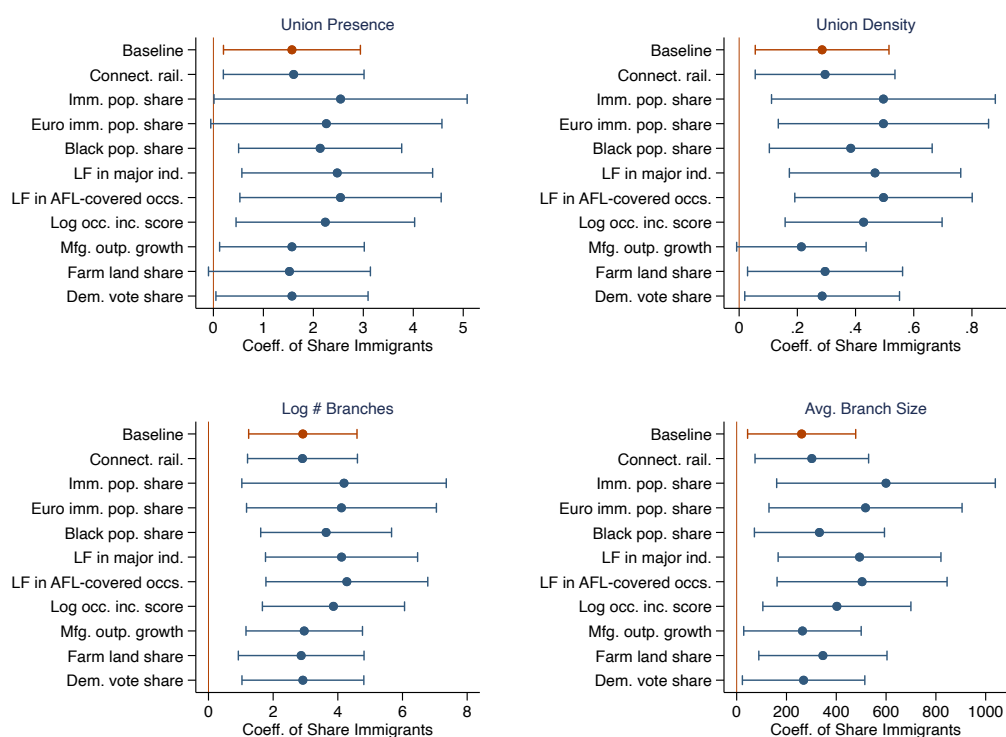 Union Presence
Baseline
Connect. rail.
Imm. pop. share
Euro imm. pop. share
Black pop. share
LF in major ind.
LF in AFL-covered occs.
Log occ. inc. score
Mfg. outp. growth
Farm land share
Dem. vote share
0 1 2 3 4 5
Coeff. of Share Immigrants
Union Density
Baseline
Connect. rail.
Imm. pop. share
Euro imm. pop. share
Black pop. share
LF in major ind.
LF in AFL-covered occs.
Log occ. inc. score
Mfg. outp. growth
Farm land share
Dem. vote share
0 .2 .4 .6 .8
Coeff. of Share Immigrants
Log # Branches
Baseline
Connect. rail.
Imm. pop. share
Euro imm. pop. share
Black pop. share
LF in major ind.
LF in AFL-covered occs.
Log occ. inc. score
Mfg. outp. growth
Farm land share
Dem. vote share
0 2 4 6 8
Coeff. of Share Immigrants
Avg. Branch Size
Baseline
Connect. rail.
Imm. pop. share
Euro imm. pop. share
Black pop. share
LF in major ind.
LF in AFL-covered occs.
Log occ. inc. score
Mfg. outp. growth
Farm land share
Dem. vote share
0 200 400 600 800 1000
Coeff. of Share Immigrants